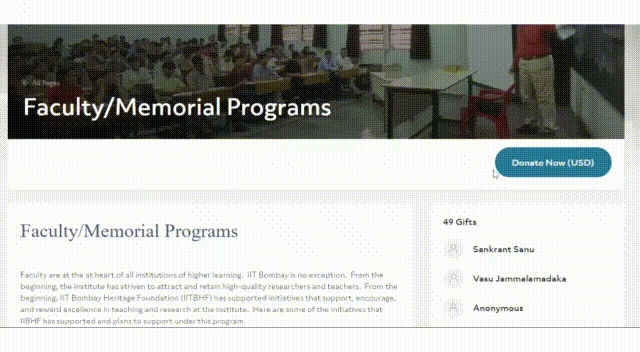 All Pages
Faculty/Memorial Programs
Donate Now (USD)
Faculty/Memorial Programs
Faculty are at the at heart of all institutions of higher learning. IIT Bombay is no exception. From the
beginning, the institute has striven to attract and retain high-quality researchers and teachers. From the
beginning, IIT Bombay Heritage Foundation (IITBHF) has supported initiatives that support, encourage,
and reward excellence in teaching and research at the institute. Here are some of the initiatives that
IIBHF has supported and plans to support under this program.
49 Gifts
Sankrant Sanu
Vasu Jammalamadaka
Anonymous